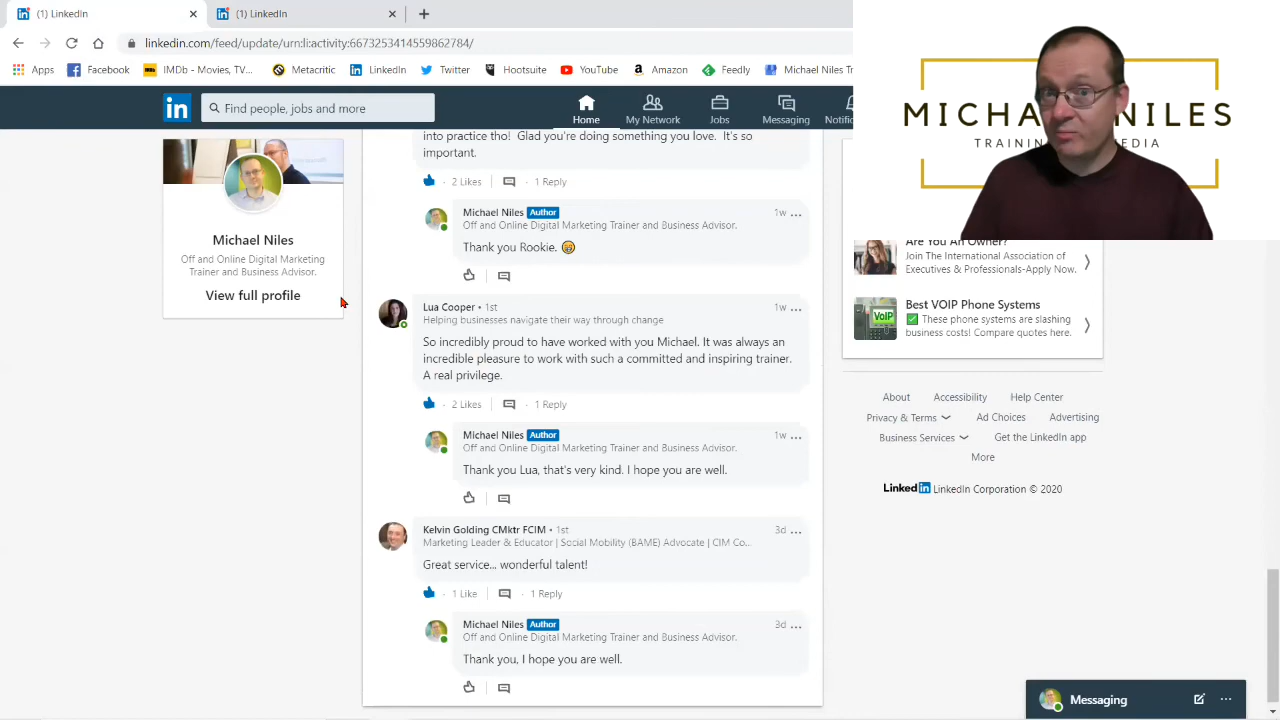 (1) LinkedIn
(1) LinkedIn
linkedin.com/feed/update/urn:activity:6673253414559862784/
Apps
Facebook
IMDb - Movies, TV...
Metacritic
LinkedIn
Twitter
Hootsuite
YouTube
Amazon
Feedly
Michael Niles T
in
Find people, jobs and more
Home
My Network
Jobs
Messaging
Notifi
MICHA NILES
TRAININ EDIA
Michael Niles
Off and Online Digital Marketing
Trainer and Business Advisor.
View full profile
into practice! Glad you're doing something you love. It's so
important.
2 Likes · 1 Reply
Michael Niles Author 1w ...
Off and Online Digital Marketing Trainer and Business Advisor.
Thank you Rookie. 😀
Lua Cooper • 1st 1w ...
Helping businesses navigate their way through change
So incredibly proud to have worked with you Michael. It was always an
incredible pleasure to work with such a committed and inspiring trainer.
A real privilege.
2 Likes · 1 Reply
Michael Niles Author 1w ...
Off and Online Digital Marketing Trainer and Business Advisor.
Thank you Lua, that's very kind. I hope you are well.
Kelvin Golding CMktr FCIM • 1st 3d ...
Marketing Leader & Educator | Social Mobility (BAME) Advocate | CIM Co...
Great service... wonderful talent!
1 Like · 1 Reply
Michael Niles Author 3d ...
Off and Online Digital Marketing Trainer and Business Advisor.
Thank you, I hope you are well.
Are You An Owner?
Join The International Association of
Executives & Professionals-Apply Now.
Best VOIP Phone Systems
VoIP
✅ These phone systems are slashing
business costs! Compare quotes here.
About Accessibility Help Center
Privacy & Terms Ad Choices Advertising
Business Services Get the LinkedIn app
More
LinkedIn LinkedIn Corporation © 2020
Messaging ...